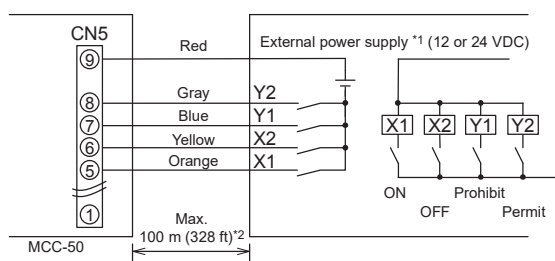 CN5
⑨ Red External power supply *1 (12 or 24 VDC)
⑧ Gray Y2
⑦ Blue Y1
⑥ Yellow X2
⑤ Orange X1
①
X1 X2 Y1 Y2
ON Prohibit
OFF Permit
Max.
100 m (328 ft)*2
MCC-50